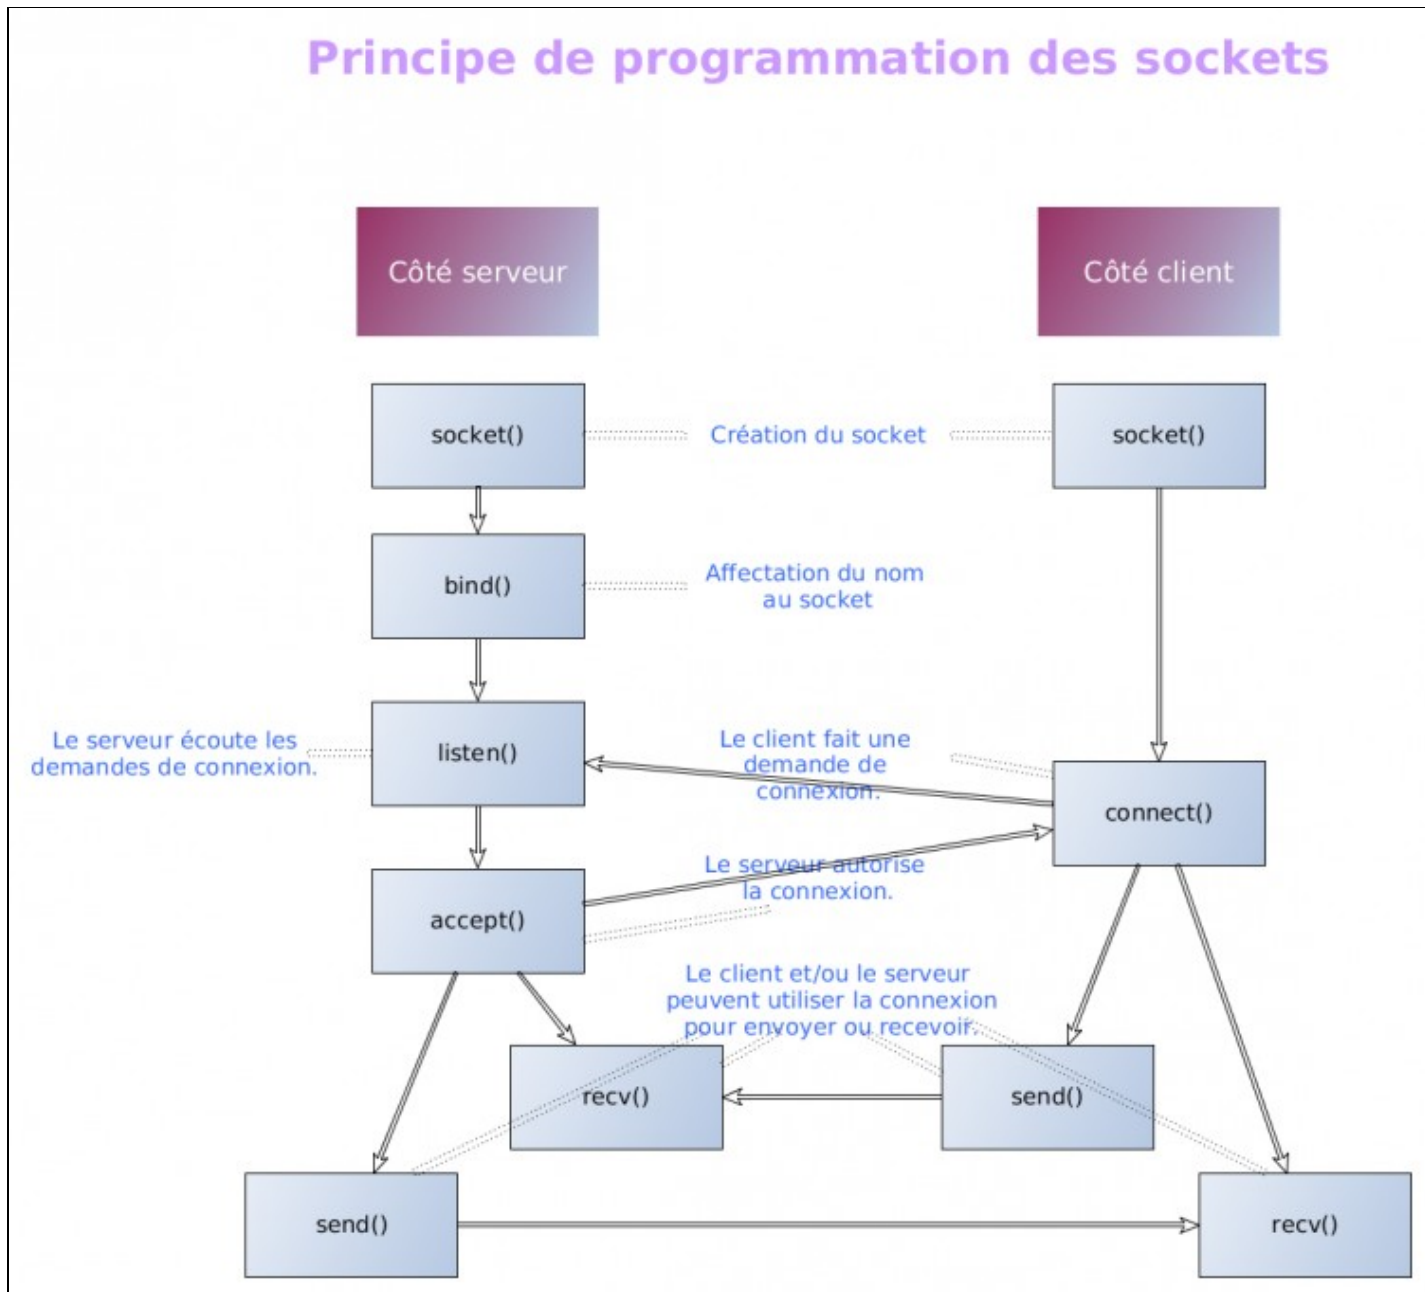 Principe de programmation des sockets
Côté serveur
Côté client
socket()
Création du socket
socket()
bind()
Affectation du nom
au socket
Le serveur écoute les
demandes de connexion.
listen()
Le client fait une
demande de
connexion.
connect()
Le serveur autorise
la connexion.
accept()
Le client et/ou le serveur
peuvent utiliser la connexion
pour envoyer ou recevoir.
recv()
send()
send()
recv()